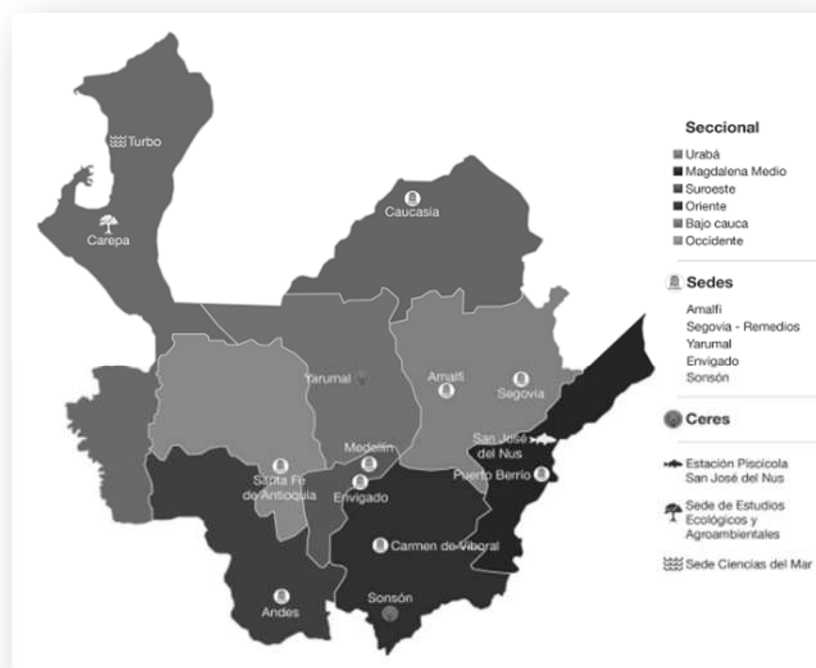 Turbo
Carepa
Caucasia
Yarumal
Amalfi
Segovia
San José
del Nus
Medellín
Puerto Berrío
Santa Fé
de Antioquia
Envigado
Carmen de Viboral
Andes
Sonsón
Seccional
Urabá
Magdalena Medio
Suroeste
Oriente
Bajo cauca
Occidente
Sedes
Amalfi
Segovia - Remedios
Yarumal
Envigado
Sonsón
Ceres
Estación Piscicola
San José del Nus
Sede de Estudios
Ecológicos y
Agroambientales
Sede Ciencias del Mar